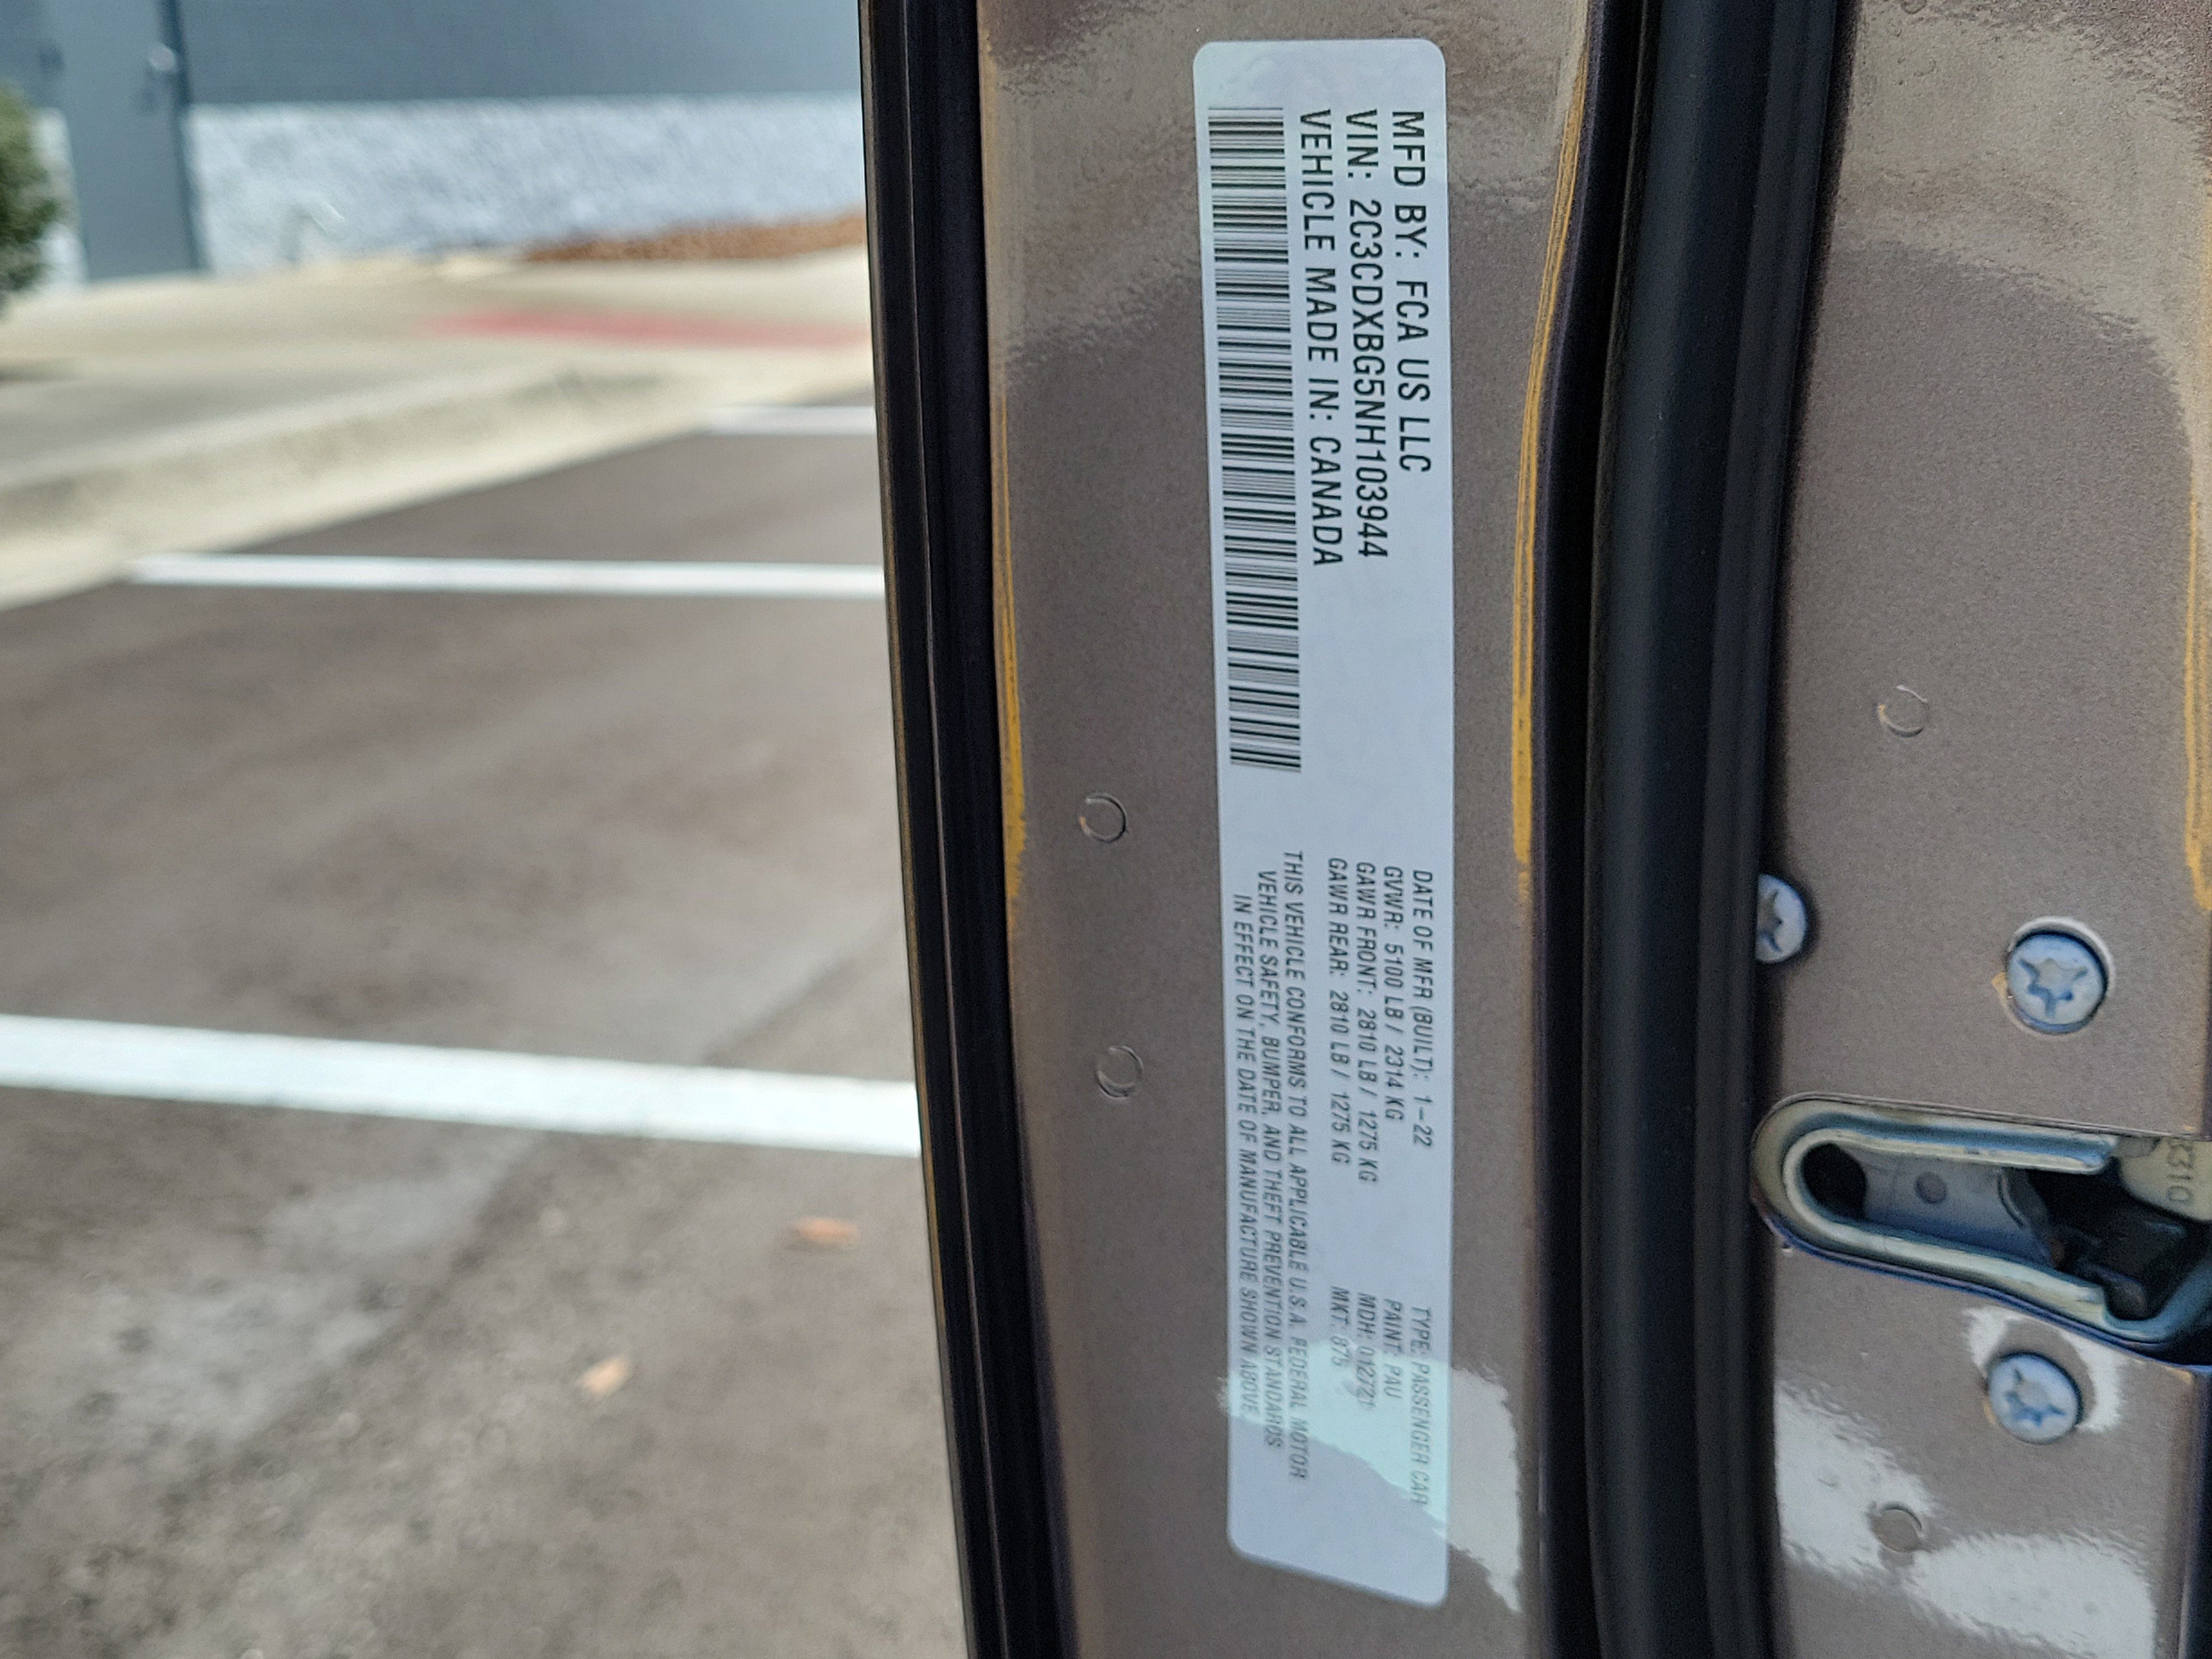 MFD BY: FCA US LLC
VIN: 2C3CDXBG5NH103944
VEHICLE MADE IN: CANADA
DATE OF MFR (BUILT): 1-22
GVWR: 5100 LB / 2314 KG
GAWR FRONT: 2810 LB / 1275 KG
GAWR REAR: 2810 LB / 1275 KG
TYPE: PASSENGER CAR
PAINT: PAU
MDH: 012721
MKT: 875
THIS VEHICLE CONFORMS TO ALL APPLICABLE U.S.A. FEDERAL MOTOR
VEHICLE SAFETY, BUMPER, AND THEFT PREVENTION STANDARDS
IN EFFECT ON THE DATE OF MANUFACTURE SHOWN ABOVE